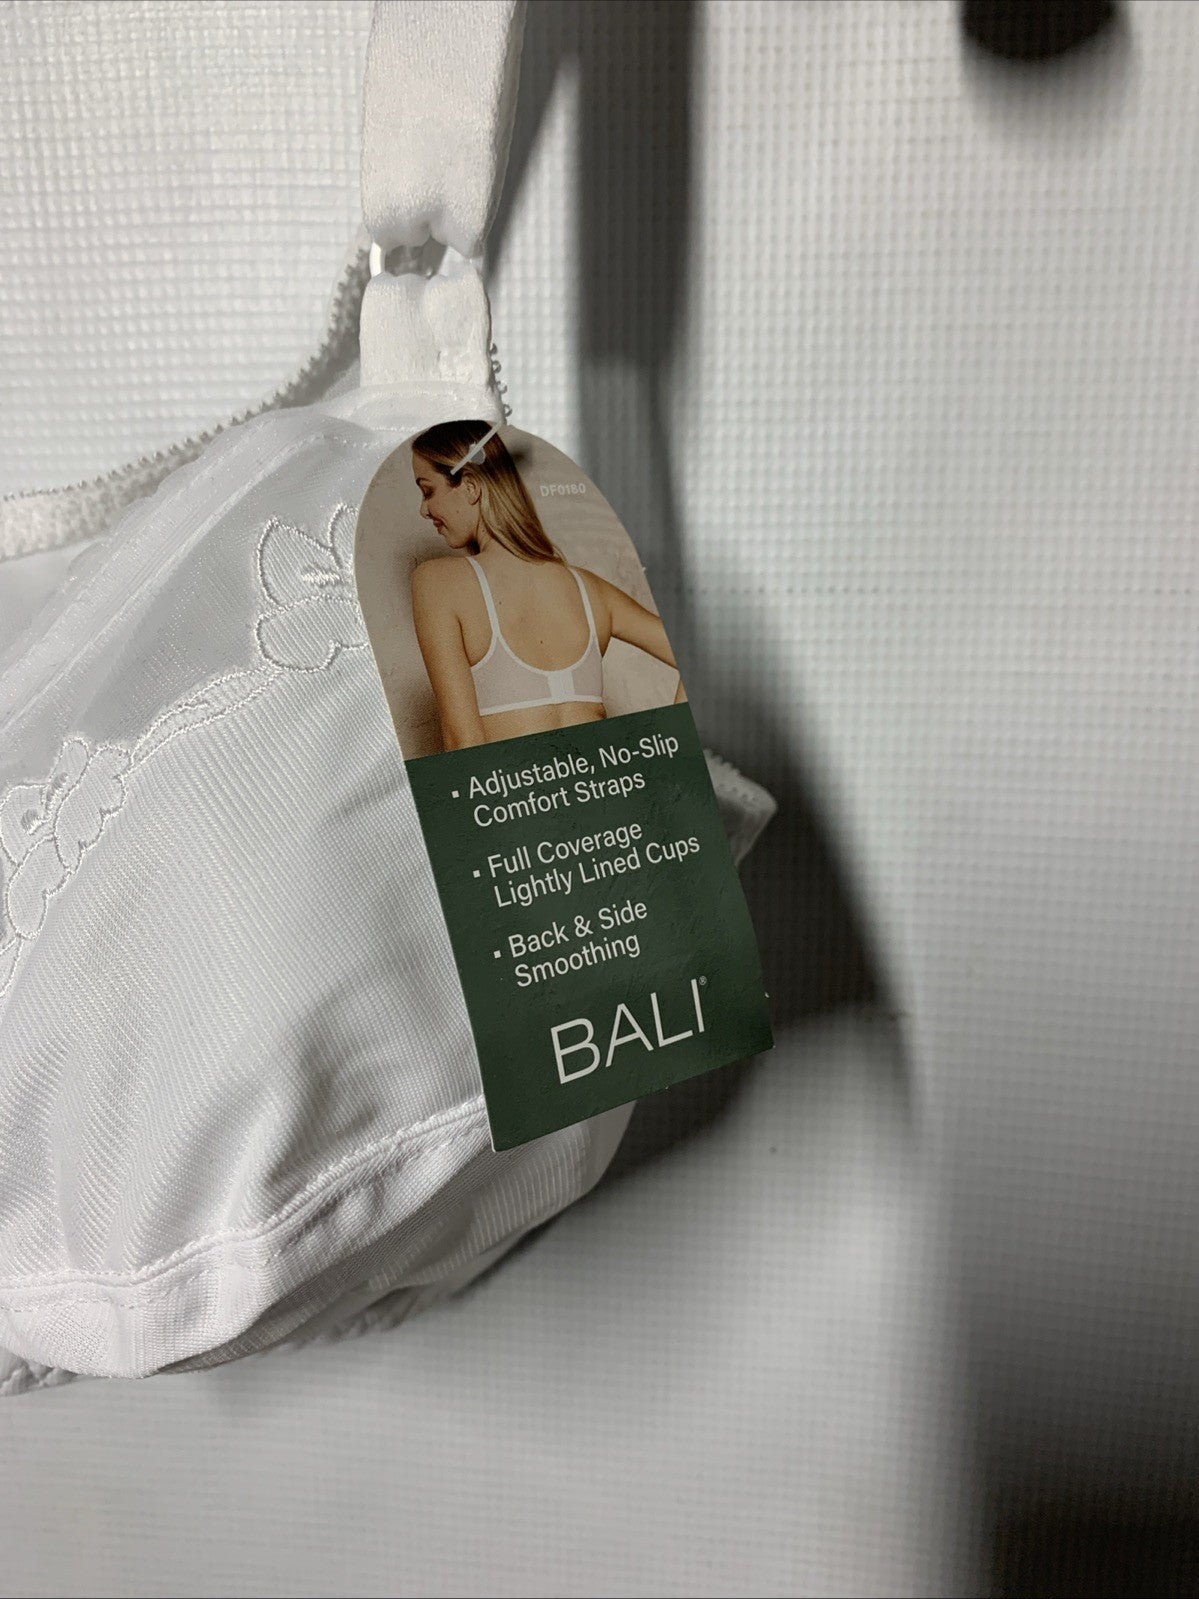 DF0180
▪ Adjustable, No-Slip
Comfort Straps
▪ Full Coverage
Lightly Lined Cups
▪ Back & Side
Smoothing
BALI®